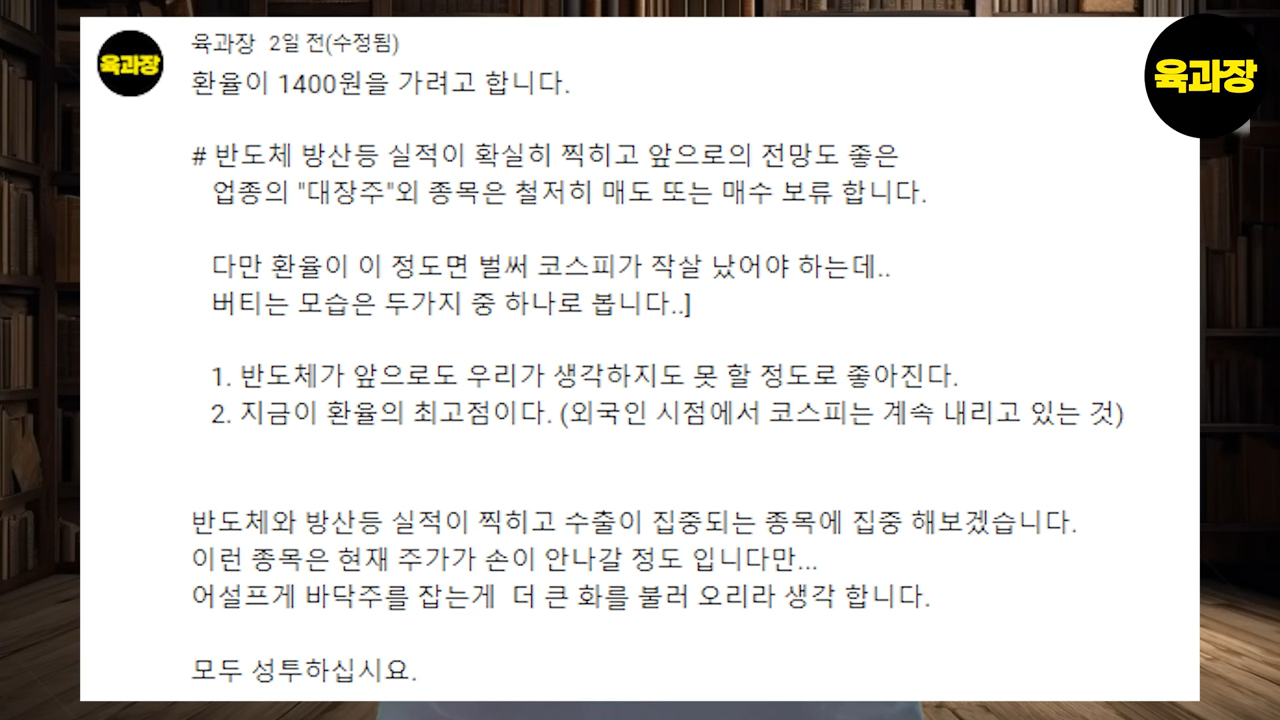 육과장 2일 전(수정됨)
육과장
육과장
환율이 1400원을 가려고 합니다.
# 반도체 방산등 실적이 확실히 찍히고 앞으로의 전망도 좋은
업종의 "대장주"외 종목은 철저히 매도 또는 매수 보류 합니다.
다만 환율이 이 정도면 벌써 코스피가 작살 났어야 하는데..
버티는 모습은 두가지 중 하나로 봅니다..]
1. 반도체가 앞으로도 우리가 생각하지도 못 할 정도로 좋아진다.
2. 지금이 환율의 최고점이다. (외국인 시점에서 코스피는 계속 내리고 있는 것)
반도체와 방산등 실적이 찍히고 수출이 집중되는 종목에 집중 해보겠습니다.
이런 종목은 현재 주가가 손이 안나갈 정도 입니다만...
어설프게 바닥주를 잡는게 더 큰 화를 불러 오리라 생각 합니다.
모두 성투하십시요.